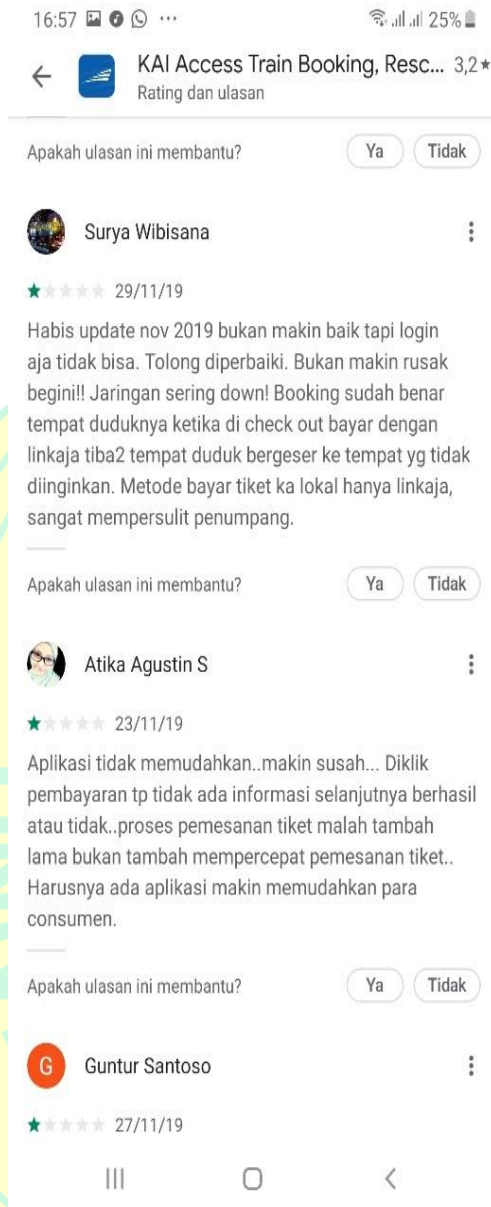 16:57 ... 25%
KAI Access Train Booking, Resc... 3,2★
Rating dan ulasan
Apakah ulasan ini membantu? Ya Tidak
Surya Wibisana
29/11/19
Habis update nov 2019 bukan makin baik tapi login
aja tidak bisa. Tolong diperbaiki. Bukan makin rusak
begini!! Jaringan sering down! Booking sudah benar
tempat duduknya ketika di check out bayar dengan
linkaja tiba2 tempat duduk bergeser ke tempat yg tidak
diinginkan. Metode bayar tiket ka lokal hanya linkaja,
sangat mempersulit penumpang.
Apakah ulasan ini membantu? Ya Tidak
Atika Agustin S
23/11/19
Aplikasi tidak memudahkan..makin susah... Diklik
pembayaran tp tidak ada informasi selanjutnya berhasil
atau tidak..proses pemesanan tiket malah tambah
lama bukan tambah mempercepat pemesanan tiket..
Harusnya ada aplikasi makin memudahkan para
consumen.
Apakah ulasan ini membantu? Ya Tidak
G Guntur Santoso
27/11/19